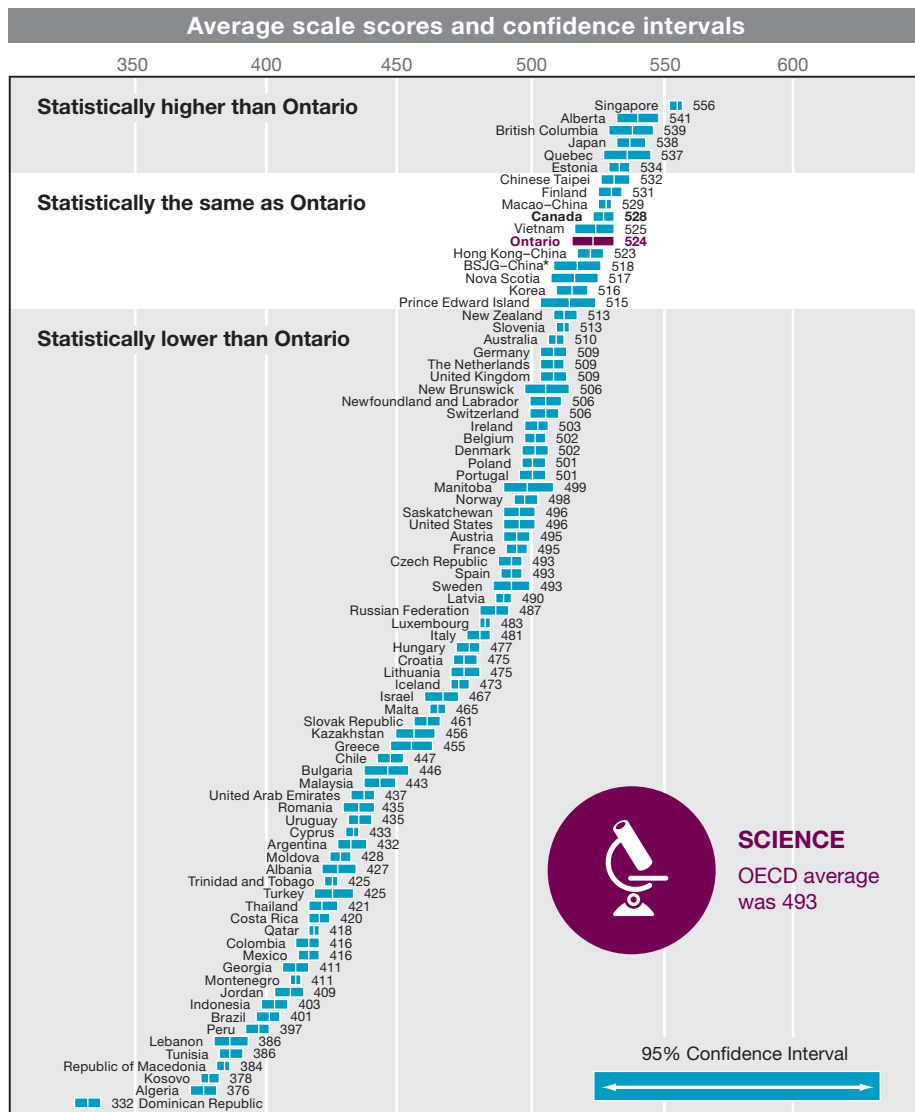 Average scale scores and confidence intervals
350 400 450 500 550 600
Statistically higher than Ontario
Singapore 556
Alberta 541
British Columbia 539
Japan 538
Quebec 537
Estonia 534
Statistically the same as Ontario
Chinese Taipei 532
Finland 531
Macao–China 529
Canada 528
Vietnam 525
Ontario 524
Hong Kong–China 523
BSJG–China* 518
Nova Scotia 517
Korea 516
Prince Edward Island 515
Statistically lower than Ontario
New Zealand 513
Slovenia 513
Australia 510
Germany 509
The Netherlands 509
United Kingdom 509
New Brunswick 506
Newfoundland and Labrador 506
Switzerland 506
Ireland 503
Belgium 502
Denmark 502
Poland 501
Portugal 501
Manitoba 499
Norway 498
Saskatchewan 496
United States 496
Austria 495
France 495
Czech Republic 493
Spain 493
Sweden 493
Latvia 490
Russian Federation 487
Luxembourg 483
Italy 481
Hungary 477
Croatia 475
Lithuania 475
Iceland 473
Israel 467
Malta 465
Slovak Republic 461
Kazakhstan 456
Greece 455
Chile 447
Bulgaria 446
Malaysia 443
United Arab Emirates 437
Romania 435
Uruguay 435
Cyprus 433
Argentina 432
Moldova 428
Albania 427
Trinidad and Tobago 425
Turkey 425
Thailand 421
Costa Rica 420
Qatar 418
Colombia 416
Mexico 416
Georgia 411
Montenegro 411
Jordan 409
Indonesia 403
Brazil 401
Peru 397
Lebanon 386
Tunisia 386
Republic of Macedonia 384
Kosovo 378
Algeria 376
332 Dominican Republic
SCIENCE
OECD average
was 493
95% Confidence Interval